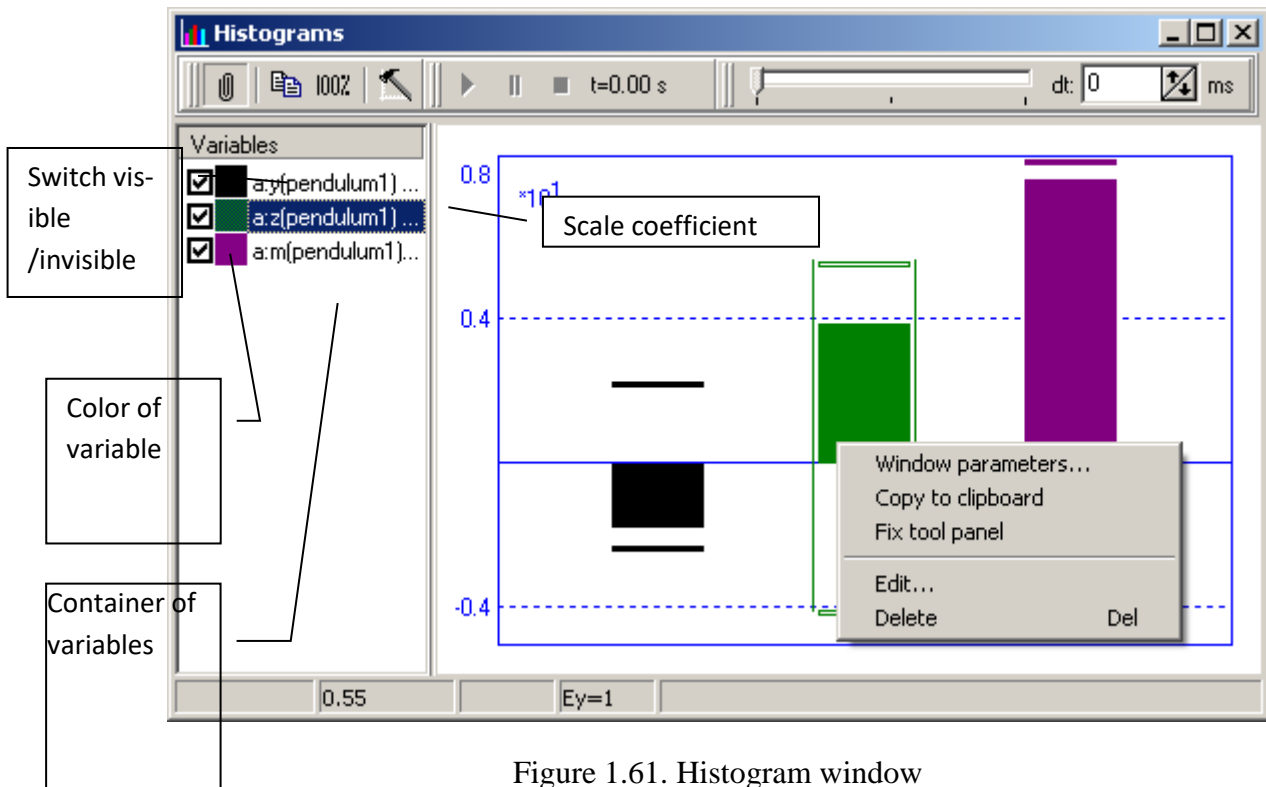 Histograms
100% t=0.00 s dt: 0 ms
Variables
a:y(pendulum1) ...
a:z(pendulum1) ...
a:m(pendulum1)...
Switch vis-
ible
/invisible
Color of
variable
Container of
variables
Scale coefficient
0.8
*10¹
0.4
-0.4
Window parameters...
Copy to clipboard
Fix tool panel
Edit...
Delete Del
0.55 Ey=1
Figure 1.61. Histogram window